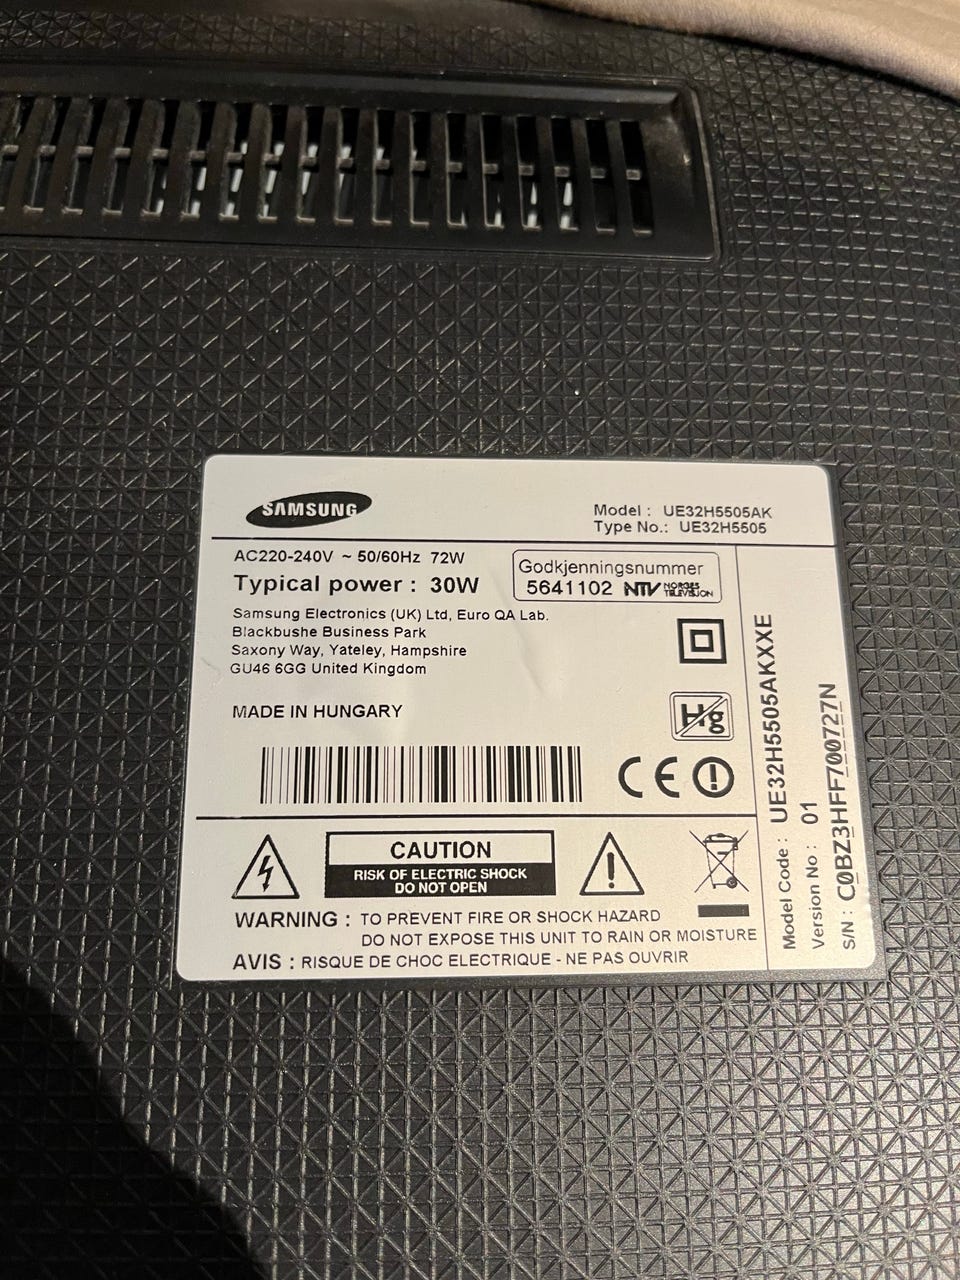 SAMSUNG
Model : UE32H5505AK
Type No.: UE32H5505
AC220-240V ~ 50/60Hz 72W
Typical power : 30W
Godkjenningsnummer
5641102 NTV NORGES
TELEVISJON
Samsung Electronics (UK) Ltd, Euro QA Lab.
Blackbushe Business Park
Saxony Way, Yateley, Hampshire
GU46 6GG United Kingdom
MADE IN HUNGARY
Hg
CE
CAUTION
RISK OF ELECTRIC SHOCK
DO NOT OPEN
WARNING : TO PREVENT FIRE OR SHOCK HAZARD
DO NOT EXPOSE THIS UNIT TO RAIN OR MOISTURE
AVIS : RISQUE DE CHOC ELECTRIQUE - NE PAS OUVRIR
Model Code : UE32H5505AKXXE
Version No : 01
S/N : C0BZ3HFF700727N